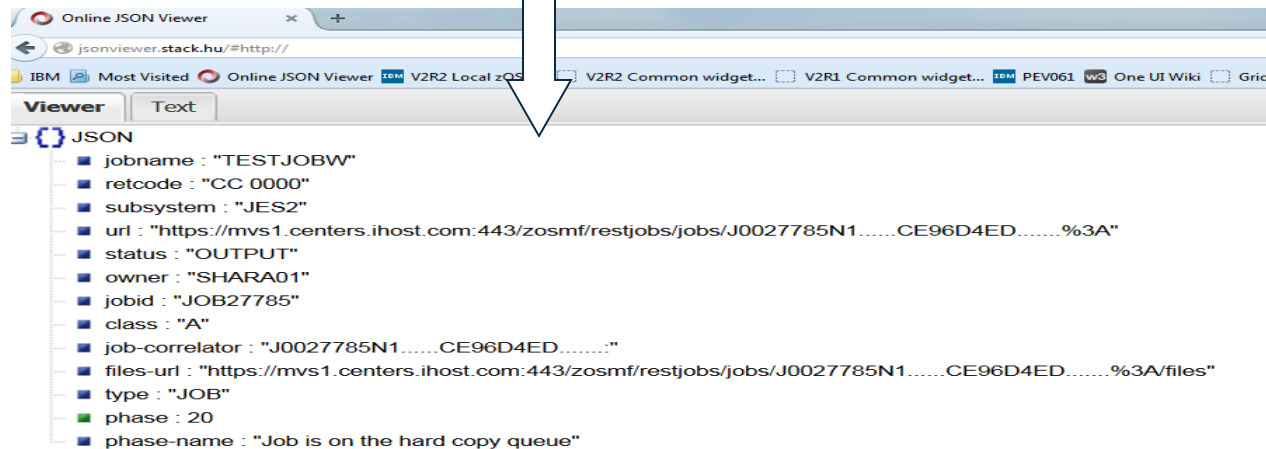 Online JSON Viewer × +
jsonviewer.stack.hu/#http://
IBM Most Visited Online JSON Viewer IBM V2R2 Local V2R2 Common widget... V2R1 Common widget... IBM PEV061 w3 One UI Wiki
Viewer Text
{} JSON
jobname : "TESTJOBW"
retcode : "CC 0000"
subsystem : "JES2"
url : "https://mvs1.centers.ihost.com:443/zosmf/restjobs/jobs/J0027785N1......CE96D4ED.......%3A"
status : "OUTPUT"
owner : "SHARA01"
jobid : "JOB27785"
class : "A"
job-correlator : "J0027785N1......CE96D4ED.......:"
files-url : "https://mvs1.centers.ihost.com:443/zosmf/restjobs/jobs/J0027785N1......CE96D4ED.......%3A/files"
type : "JOB"
phase : 20
phase-name : "Job is on the hard copy queue"